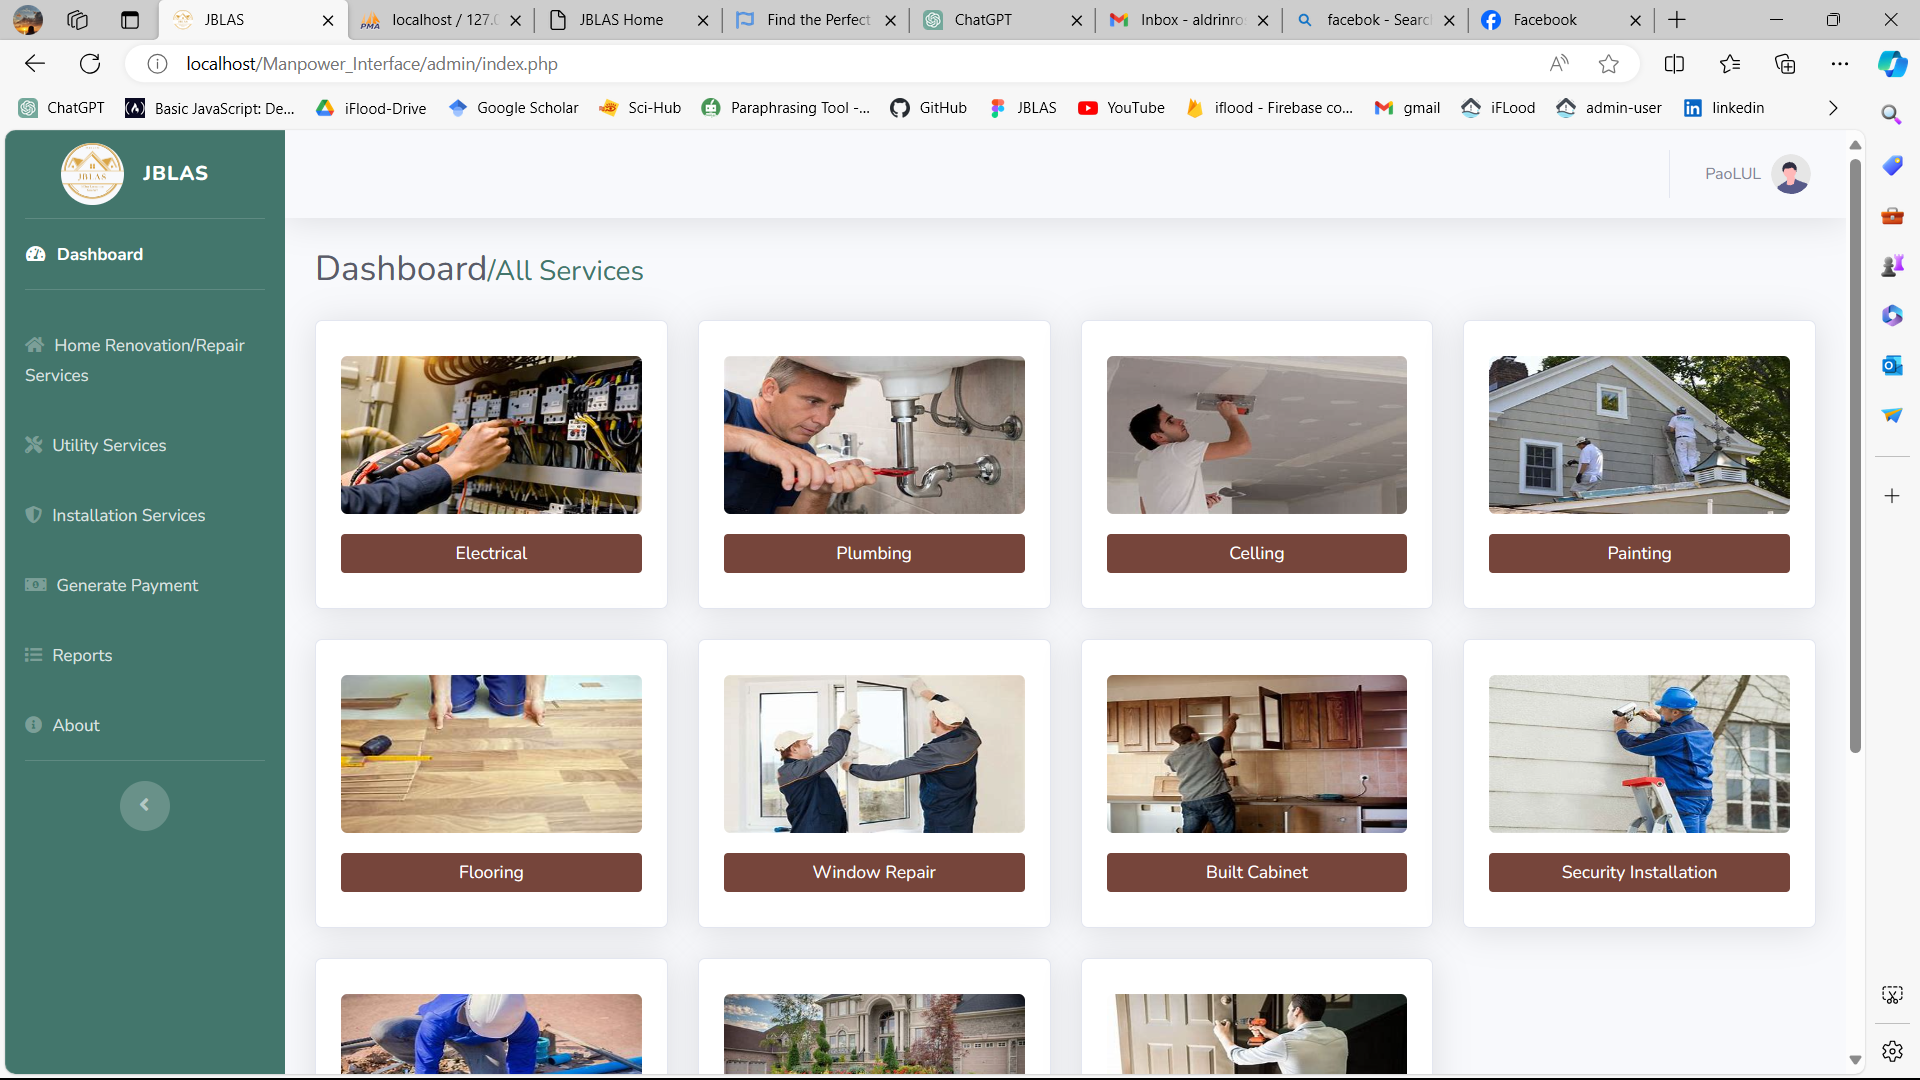 JBLAS
localhost / 127.0
JBLAS Home
Find the Perfect
ChatGPT
Inbox - aldrinro
facebok - Searc
Facebook
localhost/Manpower_Interface/admin/index.php
ChatGPT
Basic JavaScript: De...
iFlood-Drive
Google Scholar
Sci-Hub
Paraphrasing Tool -...
GitHub
JBLAS
YouTube
iflood - Firebase co...
gmail
iFLood
admin-user
linkedin
JBLAS
JBLAS
PaoLUL
Dashboard
Home Renovation/Repair
Services
Utility Services
Installation Services
Generate Payment
Reports
About
Dashboard/All Services
Electrical
Plumbing
Celling
Painting
Flooring
Window Repair
Built Cabinet
Security Installation